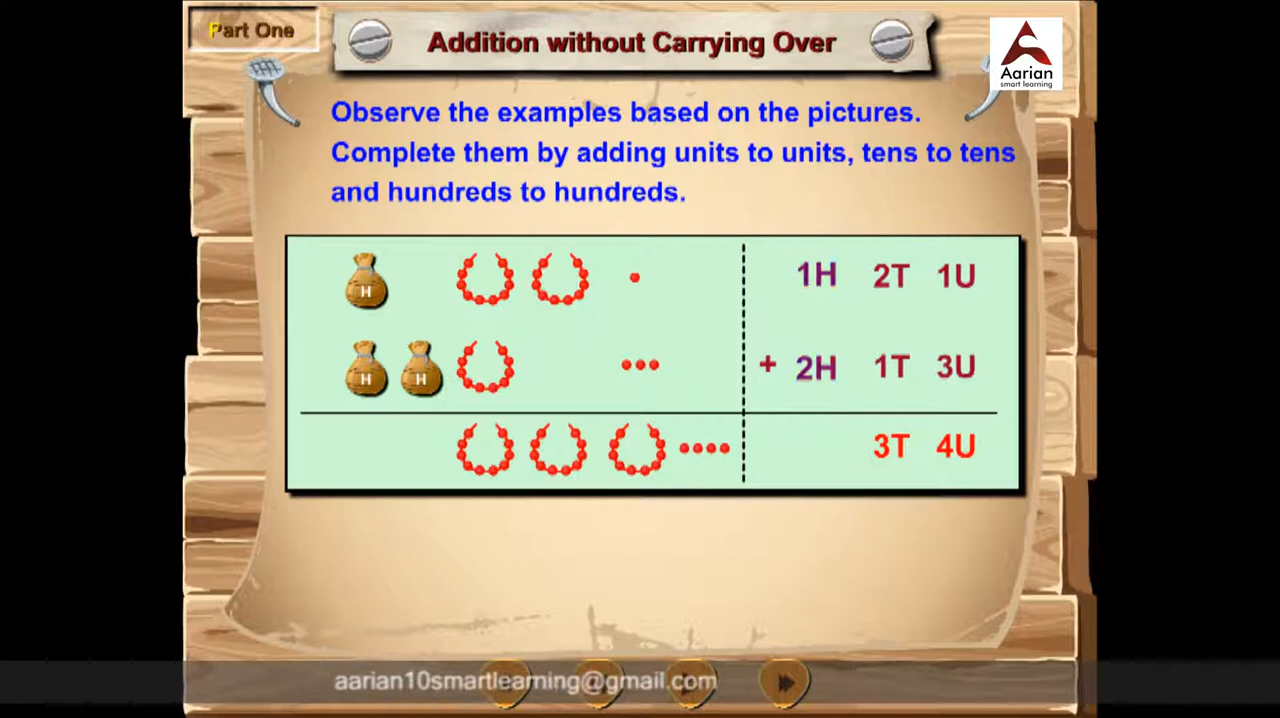 Part One
Addition without Carrying Over
Aarian
smart learning
Observe the examples based on the pictures.
Complete them by adding units to units, tens to tens
and hundreds to hundreds.
H 1H 2T 1U
H H + 2H 1T 3U
3T 4U
aarian10smartlearning@gmail.com